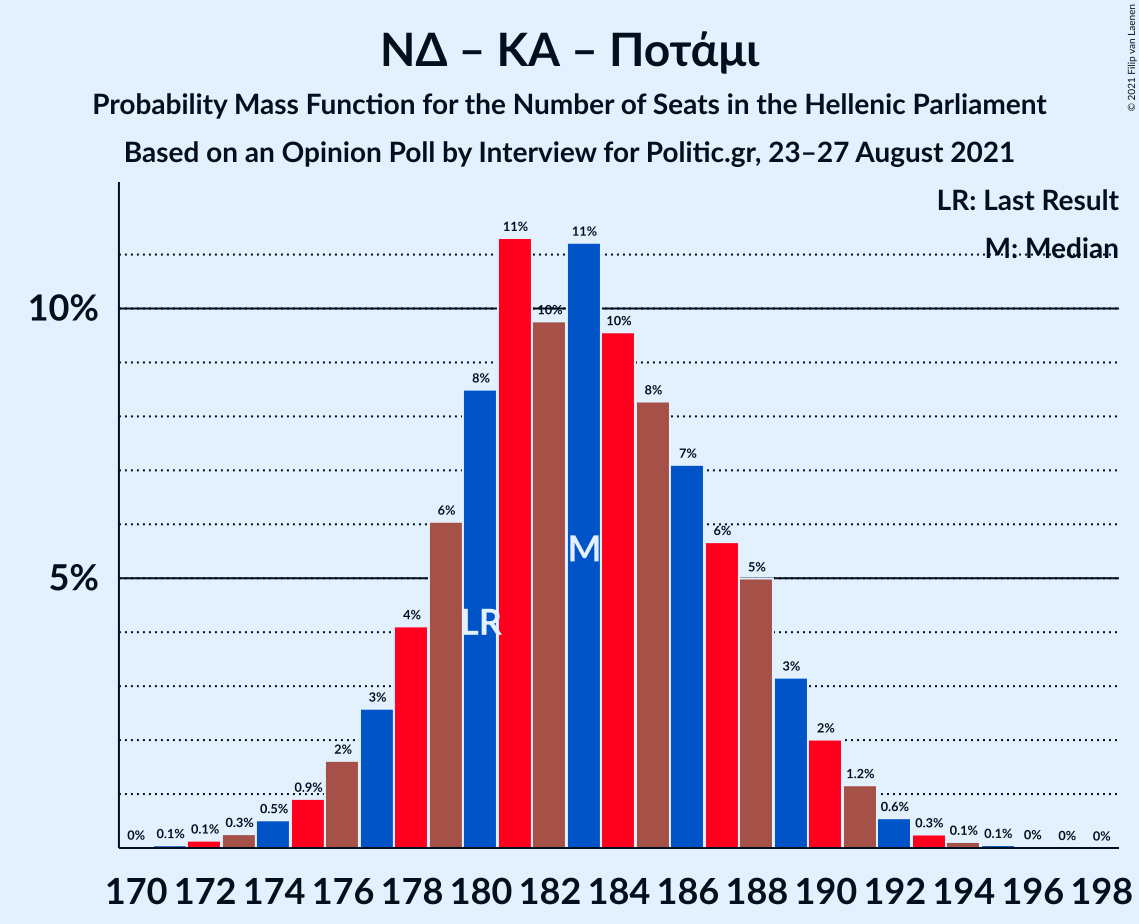 ΝΔ – ΚΑ – Ποτάμι
Probability Mass Function for the Number of Seats in the Hellenic Parliament
Based on an Opinion Poll by Interview for Politic.gr, 23–27 August 2021
© 2021 Filip van Laenen
LR: Last Result
M: Median
10%
5%
0% 0.1% 0.1% 0.3% 0.5% 0.9% 2% 3% 4% 6% 8% 11% 10% 11% 10% 8% 7% 6% 5% 3% 2% 1.2% 0.6% 0.3% 0.1% 0.1% 0% 0% 0%
M
LR
170 172 174 176 178 180 182 184 186 188 190 192 194 196 198